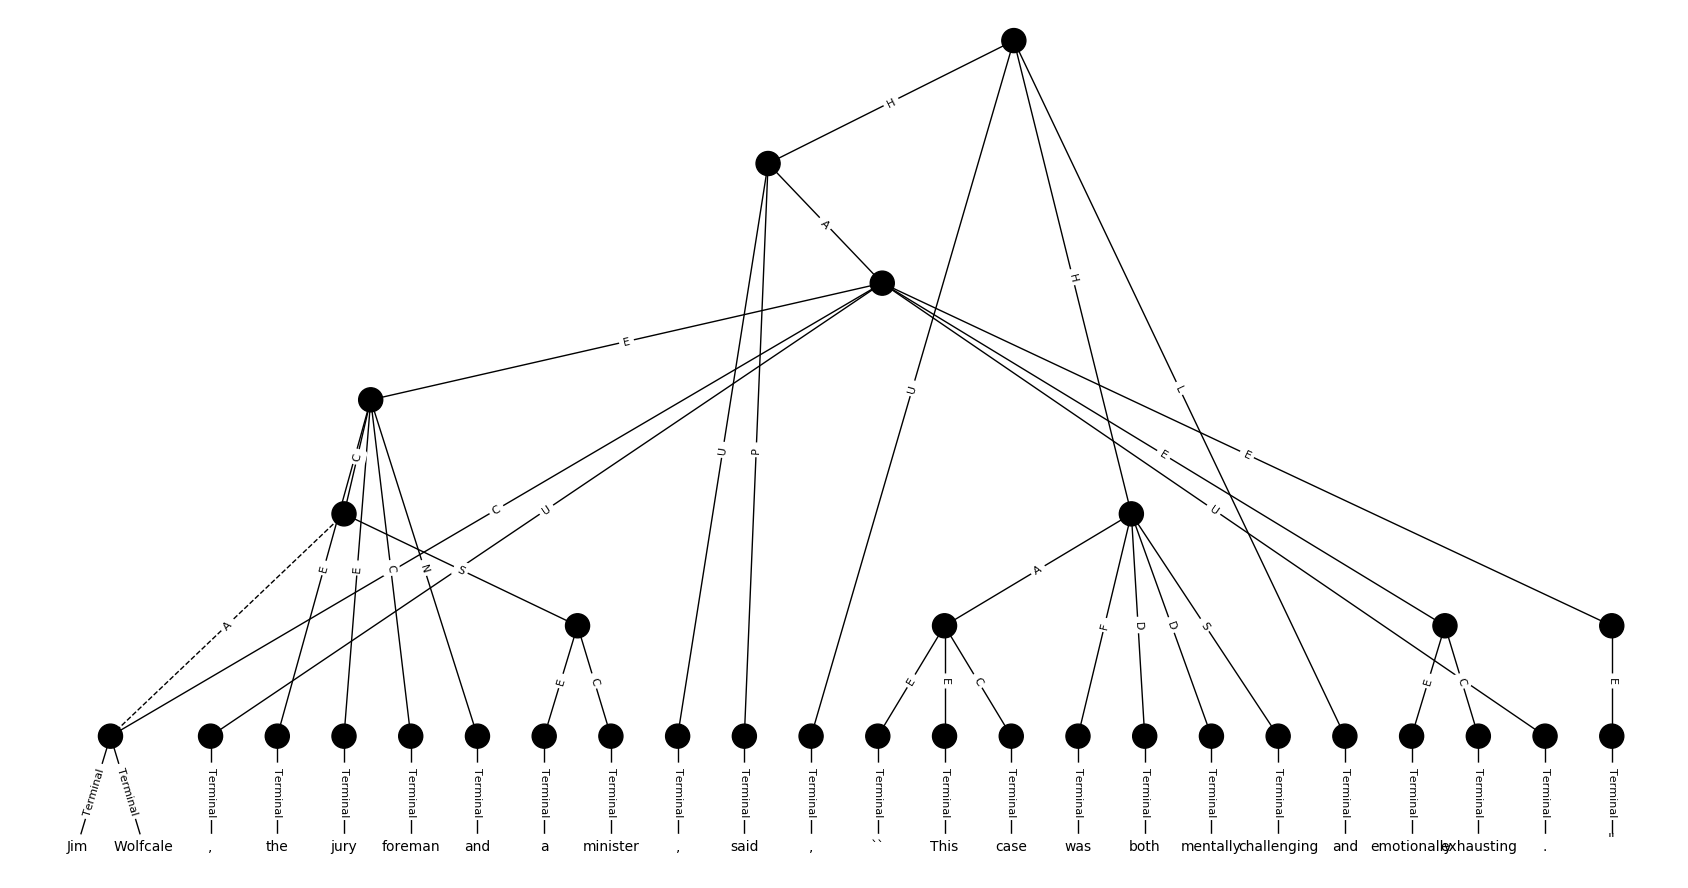 H
A
E
U
H
L
U
P
C
E
E
C
U
U
E
E
C
N
S
A
F
D
D
S
A
E
C
E
E
C
E
C
E
Terminal Terminal Terminal Terminal Terminal Terminal Terminal Terminal Terminal Terminal Terminal Terminal Terminal Terminal Terminal Terminal Terminal Terminal Terminal Terminal Terminal Terminal Terminal Terminal
Jim Wolfcale , the jury foreman and a minister , said , `` This case was both mentally challenging and emotionally exhausting . "